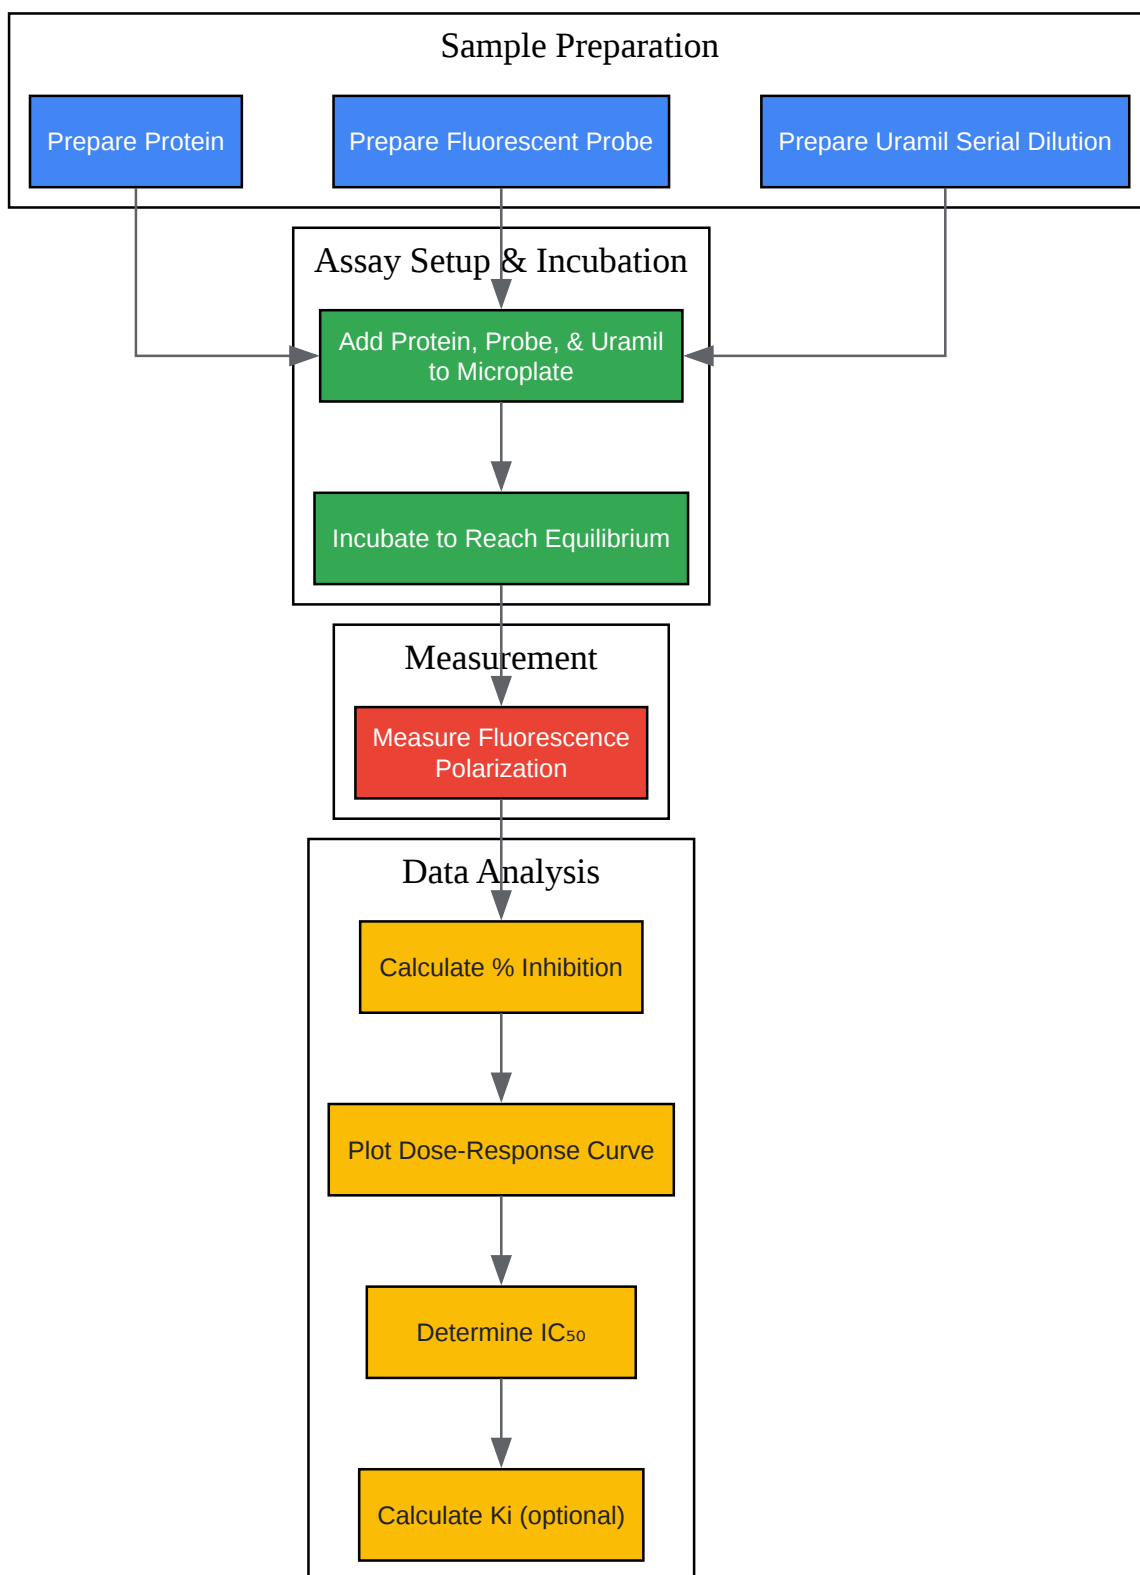 Sample Preparation
Prepare Protein
Prepare Fluorescent Probe
Prepare Uramil Serial Dilution
Assay Setup & Incubation
Add Protein, Probe, & Uramil
to Microplate
Incubate to Reach Equilibrium
Measurement
Measure Fluorescence
Polarization
Data Analysis
Calculate % Inhibition
Plot Dose-Response Curve
Determine IC₅₀
Calculate Ki (optional)